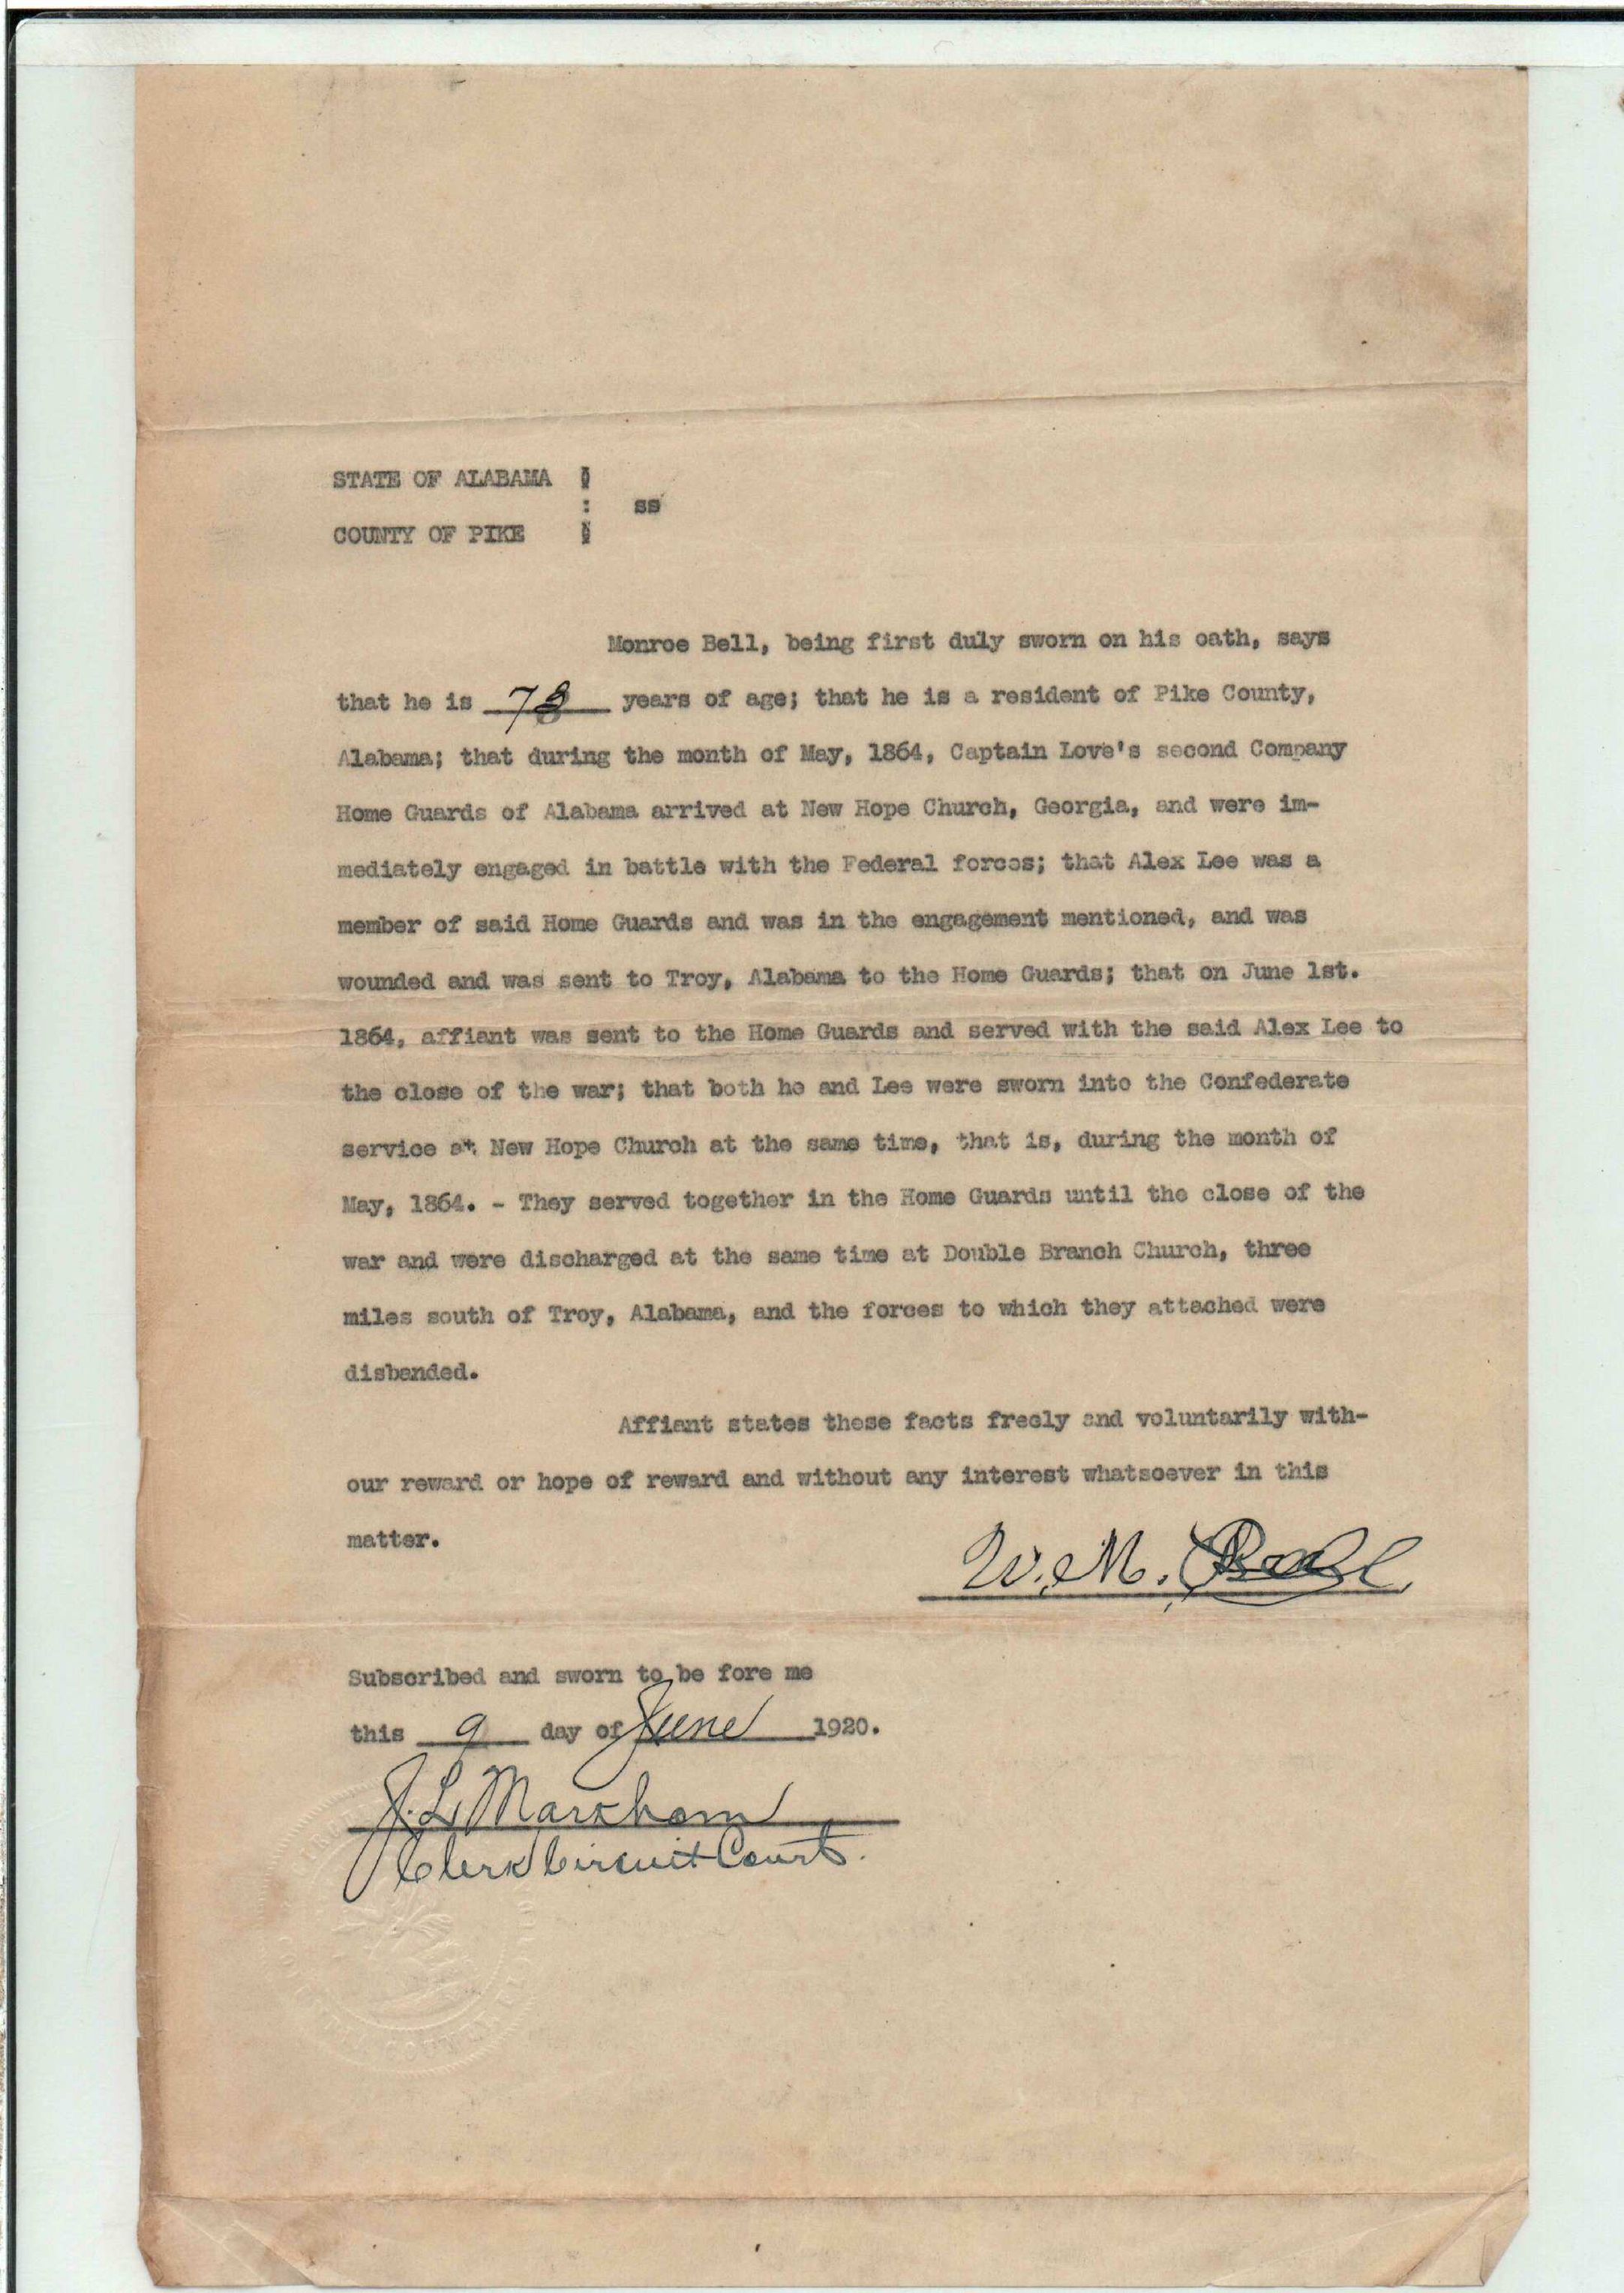 STATE OF ALABAMA
: ss
COUNTY OF PIKE
Monroe Bell, being first duly sworn on his oath, says
that he is 73 years of age; that he is a resident of Pike County,
Alabama; that during the month of May, 1864, Captain Love's second Company
Home Guards of Alabama arrived at New Hope Church, Georgia, and were im-
mediately engaged in battle with the Federal forces; that Alex Lee was a
member of said Home Guards and was in the engagement mentioned, and was
wounded and was sent to Troy, Alabama to the Home Guards; that on June 1st.
1864, affiant was sent to the Home Guards and served with the said Alex Lee to
the close of the war; that both he and Lee were sworn into the Confederate
service at New Hope Church at the same time, that is, during the month of
May, 1864. - They served together in the Home Guards until the close of the
war and were discharged at the same time at Double Branch Church, three
miles south of Troy, Alabama, and the forces to which they attached were
disbanded.
Affiant states these facts freely and voluntarily with-
our reward or hope of reward and without any interest whatsoever in this
matter.
W. M. Bell
Subscribed and sworn to be fore me
this 9 day of June 1920.
J. L. Markham
Clerk Circuit Court.